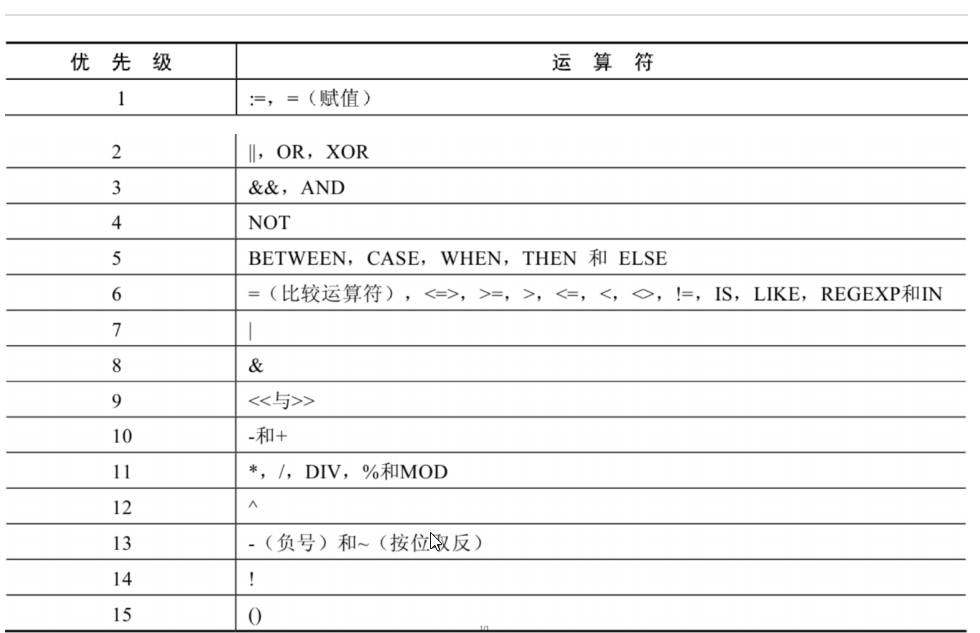 优 先 级 运 算 符
1 :=，=（赋值）
2 ||，OR，XOR
3 &&，AND
4 NOT
5 BETWEEN，CASE，WHEN，THEN 和 ELSE
6 =（比较运算符），<=>，>=，>，<=，<，<>，!=，IS，LIKE，REGEXP和IN
7 |
8 &
9 <<与>>
10 -和+
11 *，/，DIV，%和MOD
12 ^
13 -（负号）和~（按位取反）
14 !
15 ()
1/1